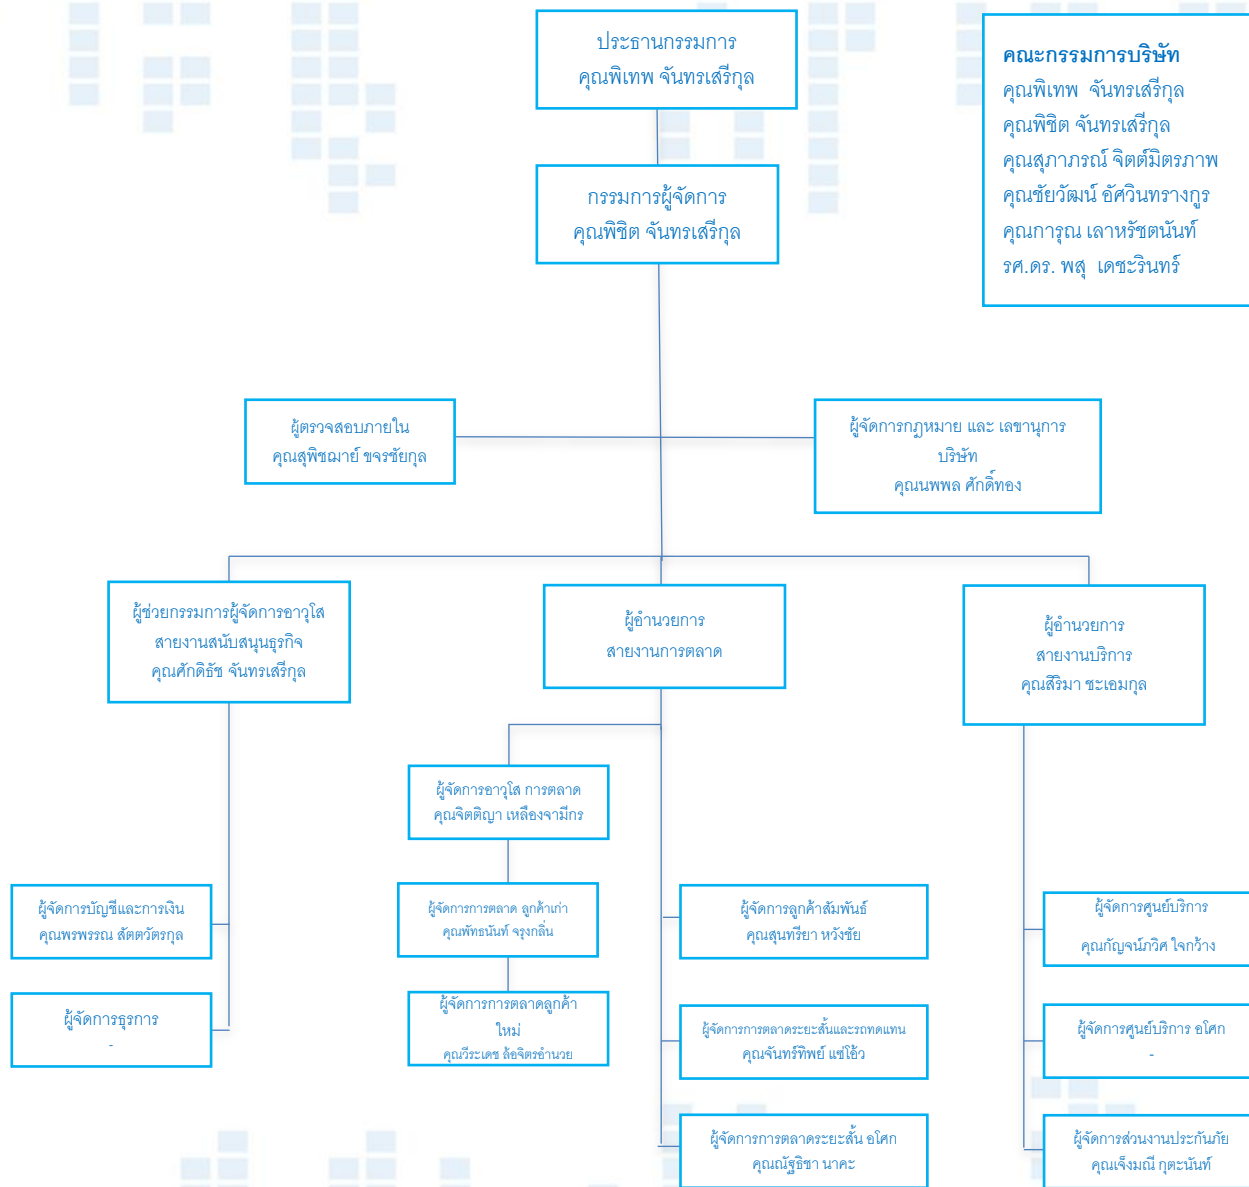 ประธานกรรมการ
คุณพิเทพ จันทรเสรีกุล
คณะกรรมการบริษัท
คุณพิเทพ จันทรเสรีกุล
คุณพิชิต จันทรเสรีกุล
คุณสุภาภรณ์ จิตต์มิตรภาพ
คุณชัยวัฒน์ อัศวินทรางกูร
คุณการุณ เลาหรัชตนันท์
รศ.ดร. พสุ เดชะรินทร์
กรรมการผู้จัดการ
คุณพิชิต จันทรเสรีกุล
ผู้ตรวจสอบภายใน
คุณสุพิชฌาย์ ขจรชัยกุล
ผู้จัดการกฎหมาย และ เลขานุการ
บริษัท
คุณนพพล ศักดิ์ทอง
ผู้ช่วยกรรมการผู้จัดการอาวุโส
สายงานสนับสนุนธุรกิจ
คุณศักดิธัช จันทรเสรีกุล
ผู้อำนวยการ
สายงานการตลาด
ผู้อำนวยการ
สายงานบริการ
คุณสิริมา ชะเอมกุล
ผู้จัดการอาวุโส การตลาด
คุณจิตติญา เหลืองจามีกร
ผู้จัดการบัญชีและการเงิน
คุณพรพรรณ สัตตวัตรกุล
ผู้จัดการการตลาด ลูกค้าเก่า
คุณพัทธนันท์ จรุงกลิ่น
ผู้จัดการลูกค้าสัมพันธ์
คุณสุนทรียา หวังชัย
ผู้จัดการศูนย์บริการ
คุณกัญจน์ภวิศ ใจกว้าง
ผู้จัดการธุรการ
-
ผู้จัดการการตลาดลูกค้า
ใหม่
คุณวีระเดช ล้อจิตรอำนวย
ผู้จัดการการตลาดระยะสั้นและรถทดแทน
คุณจันทร์ทิพย์ แซ่โอ้ว
ผู้จัดการศูนย์บริการ อโศก
-
ผู้จัดการการตลาดระยะสั้น อโศก
คุณณัฐธิชา นาคะ
ผู้จัดการส่วนงานประกันภัย
คุณเจ็งมณี กุตะนันท์